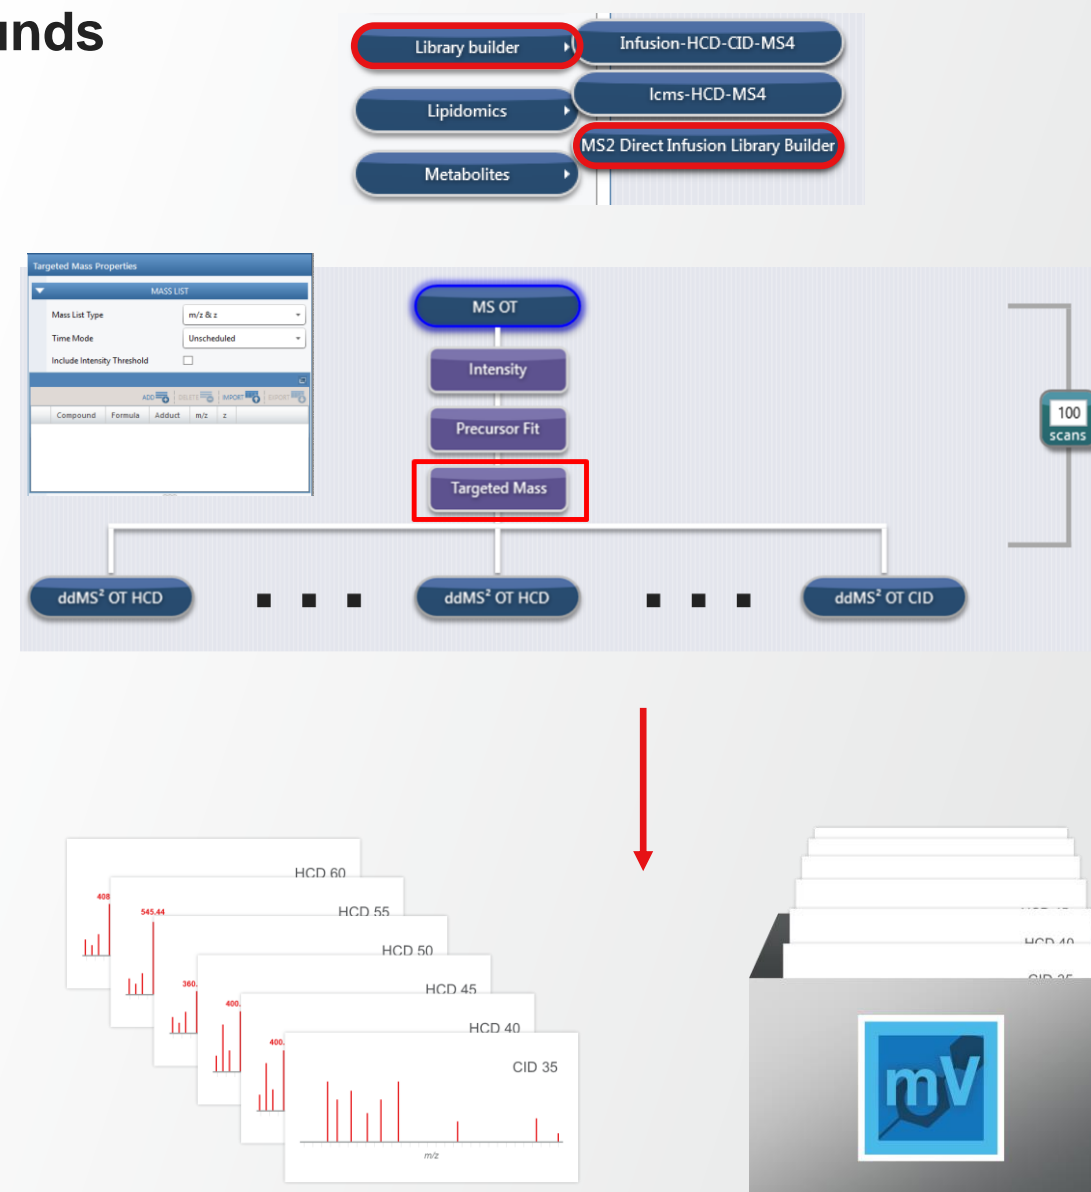 unds
Library builder
Infusion-HCD-CID-MS4
lcms-HCD-MS4
Lipidomics
MS2 Direct Infusion Library Builder
Metabolites
Targeted Mass Properties
MASS LIST
Mass List Type
m/z & z
Time Mode
Unscheduled
Include Intensity Threshold
ADD DELETE IMPORT EXPORT
Compound Formula Adduct m/z z
MS OT
Intensity
Precursor Fit
Targeted Mass
100
scans
ddMS² OT HCD
ddMS² OT HCD
ddMS² OT CID
HCD 60
408
HCD 55
545.44
HCD 50
360.
HCD 45
400.
HCD 40
400.
CID 35
m/z
HCD 40
CID 35
mV